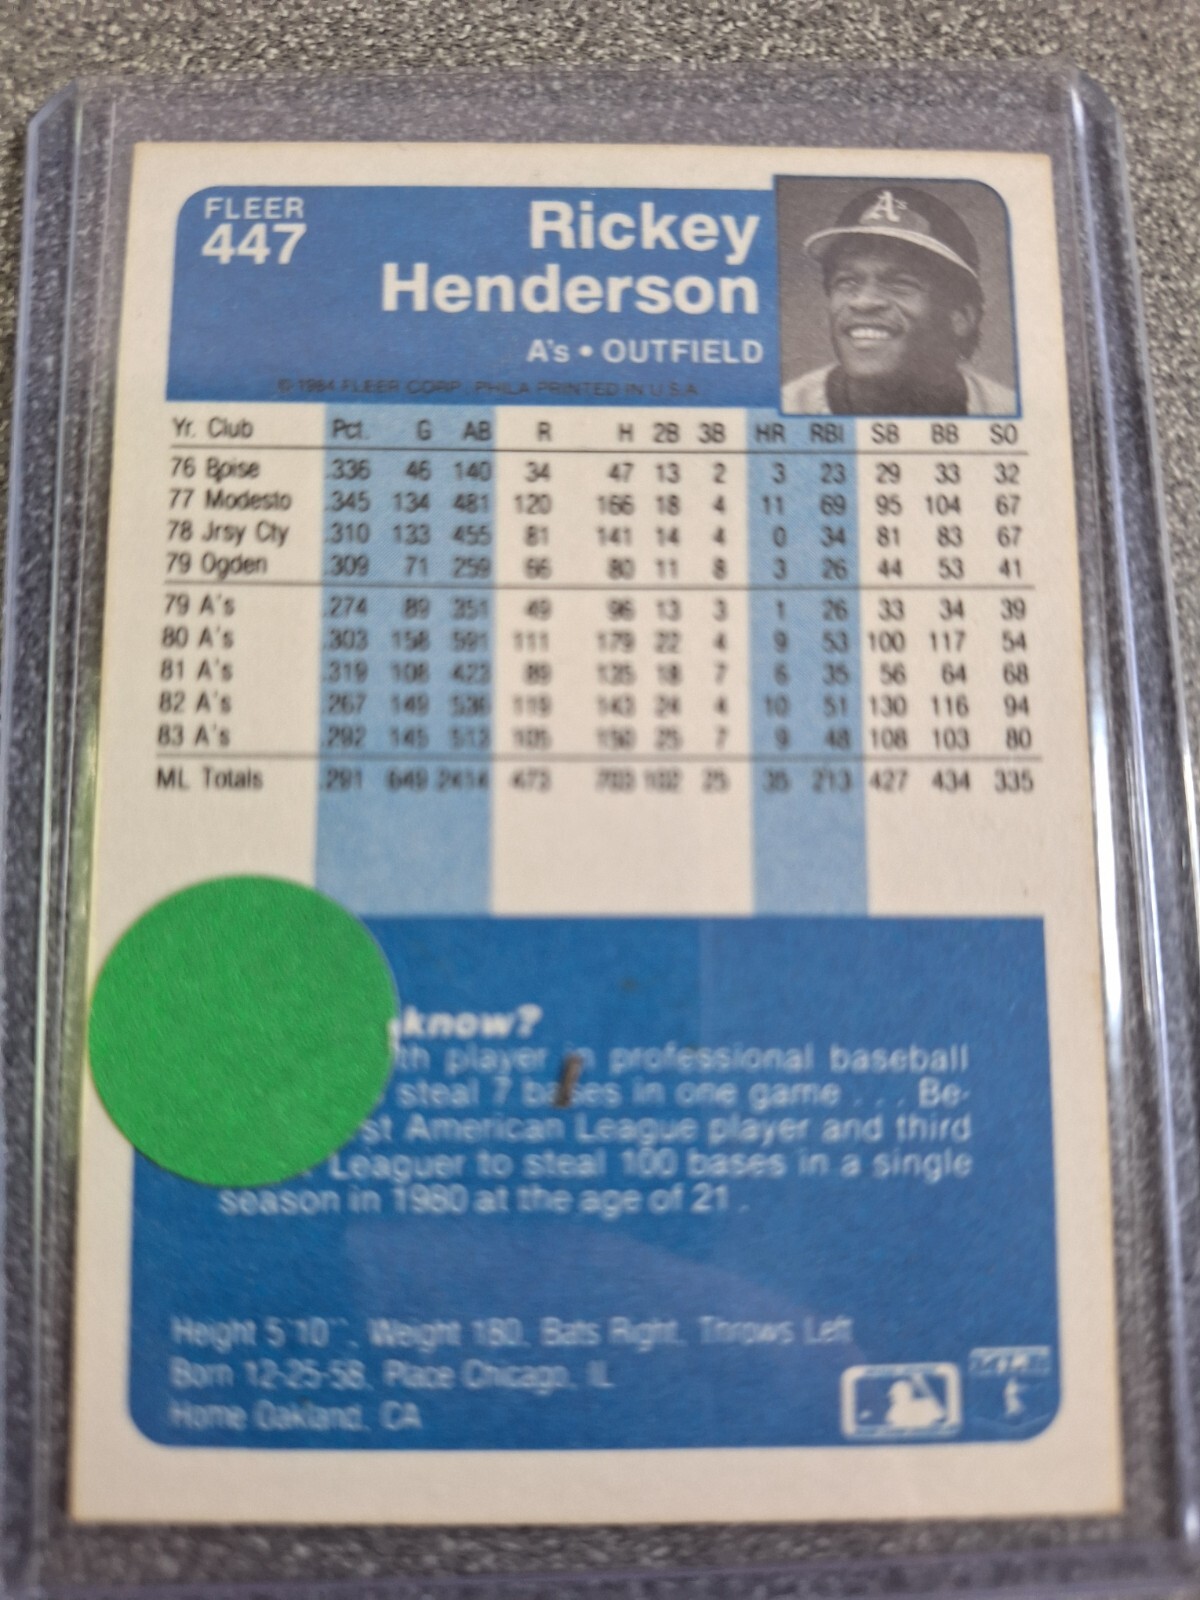 FLEER
447
Rickey
Henderson
A's • OUTFIELD
© 1984 FLEER CORP. PHILA PRINTED IN U.S.A.
Yr. Club Pct. G AB R H 2B 3B HR RBI SB BB SO
76 Boise .336 46 140 34 47 13 2 3 23 29 33 32
77 Modesto .345 134 481 120 166 18 4 11 69 95 104 67
78 Jrsy Cty .310 133 455 81 141 14 4 0 34 81 83 67
79 Ogden .309 71 259 66 80 11 8 3 26 44 53 41
79 A's .274 89 351 49 96 13 3 1 26 33 34 39
80 A's .303 158 591 111 179 22 4 9 53 100 117 54
81 A's .319 108 423 89 135 18 7 6 35 56 64 68
82 A's .267 149 536 119 143 24 4 10 51 130 116 94
83 A's .292 145 513 105 150 25 7 9 48 108 103 80
ML Totals .291 649 2414 473 703 102 25 35 213 427 434 335
know?
th player in professional baseball
steal 7 bases in one game . . . Be-
st American League player and third
Leaguer to steal 100 bases in a single
season in 1980 at the age of 21.
Height 5'10", Weight 180, Bats Right, Throws Left
Born 12-25-58, Place Chicago, IL
Home Oakland, CA